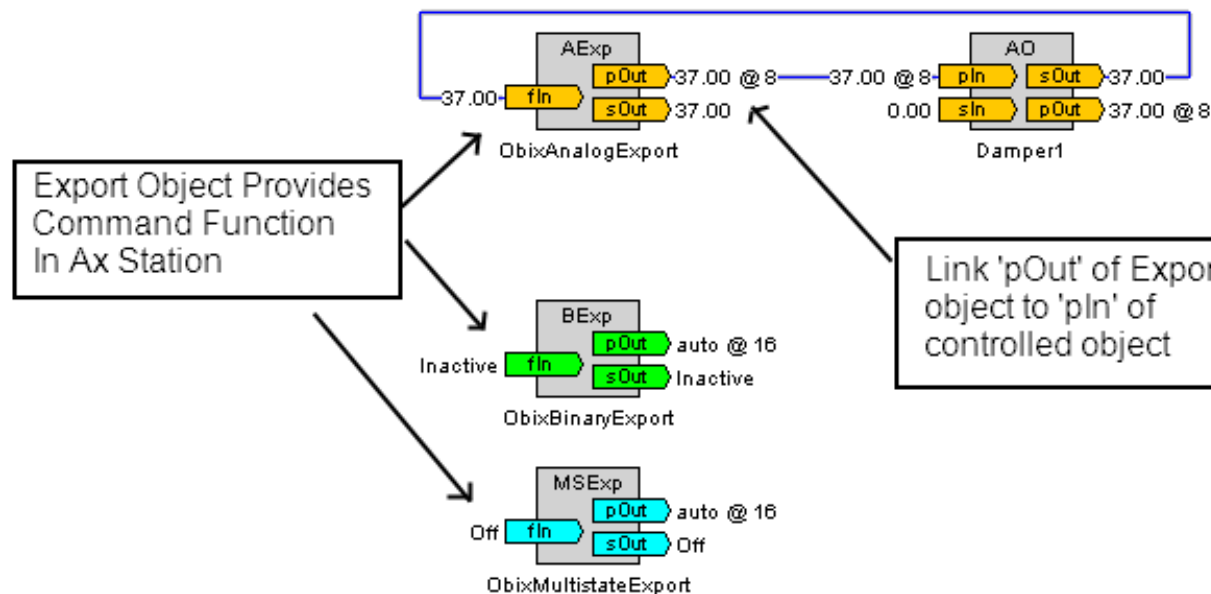 AExp
AO
37.00 fIn pOut 37.00 @ 8 37.00 @ 8 pIn sOut 37.00
sOut 37.00 0.00 sIn pOut 37.00 @ 8
ObixAnalogExport
Damper1
Export Object Provides
Command Function
In Ax Station
Link 'pOut' of Expor
object to 'pIn' of
controlled object
BExp
Inactive fIn pOut auto @ 16
sOut Inactive
ObixBinaryExport
MSExp
Off fIn pOut auto @ 16
sOut Off
ObixMultistateExport